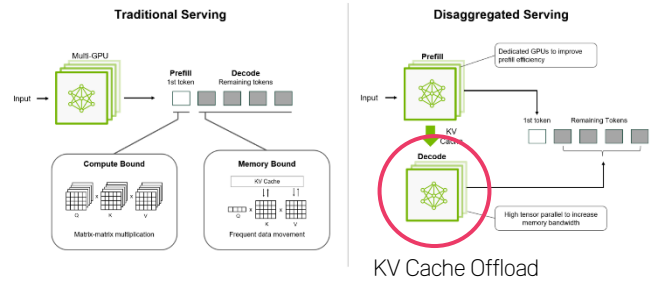 Traditional Serving
Multi-GPU
Input
Prefill
1st token
Decode
Remaining tokens
Compute Bound
x
x
Q
K
V
Matrix-matrix multiplication
Memory Bound
KV Cache
x
x
Q
K
V
Frequent data movement
Disaggregated Serving
Prefill
Dedicated GPUs to improve
prefill efficiency
Input
KV
Cache
1st token
Remaining Tokens
Decode
High tensor parallel to increase
memory bandwidth
KV Cache Offload